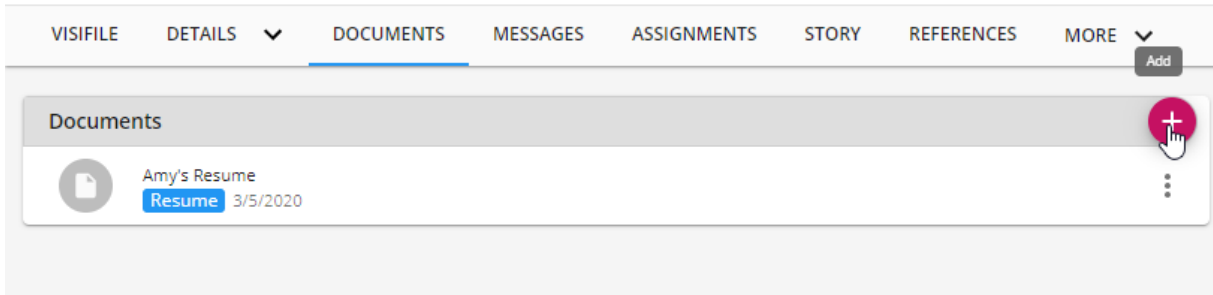 VISIFILE DETAILS DOCUMENTS MESSAGES ASSIGNMENTS STORY REFERENCES MORE
Add
Documents
Amy's Resume
Resume 3/5/2020